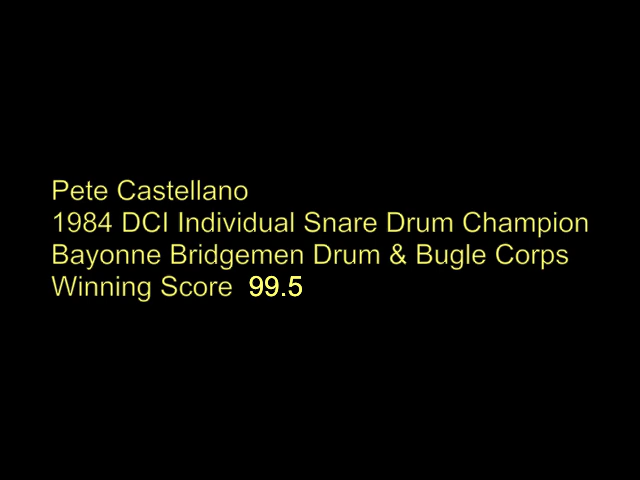 Pete Castellano
1984 DCI Individual Snare Drum Champion
Bayonne Bridgemen Drum & Bugle Corps
Winning Score 99.5